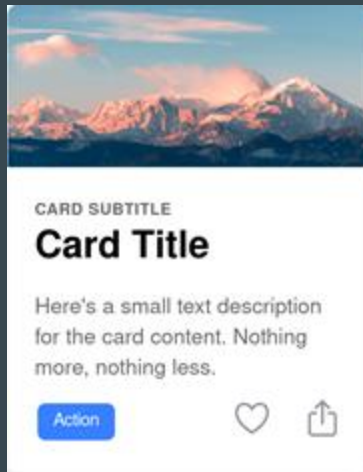 CARD SUBTITLE
Card Title
Here's a small text description
for the card content. Nothing
more, nothing less.
Action